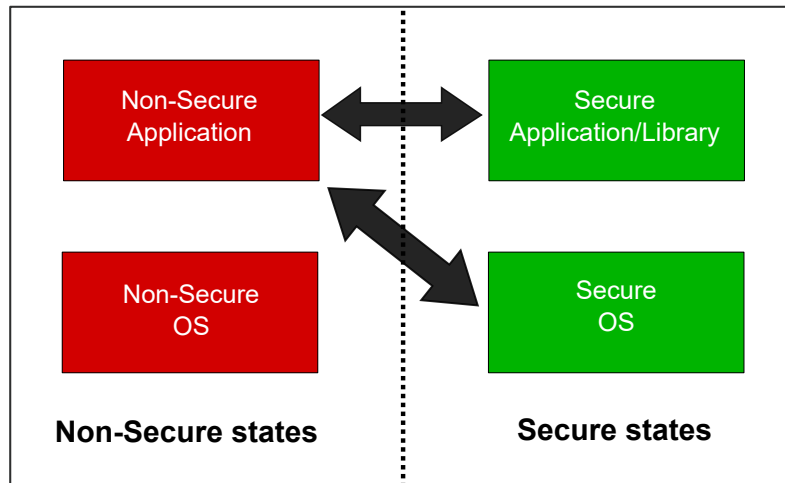 Non-Secure
Application
Secure
Application/Library
Non-Secure
OS
Secure
OS
Non-Secure states
Secure states